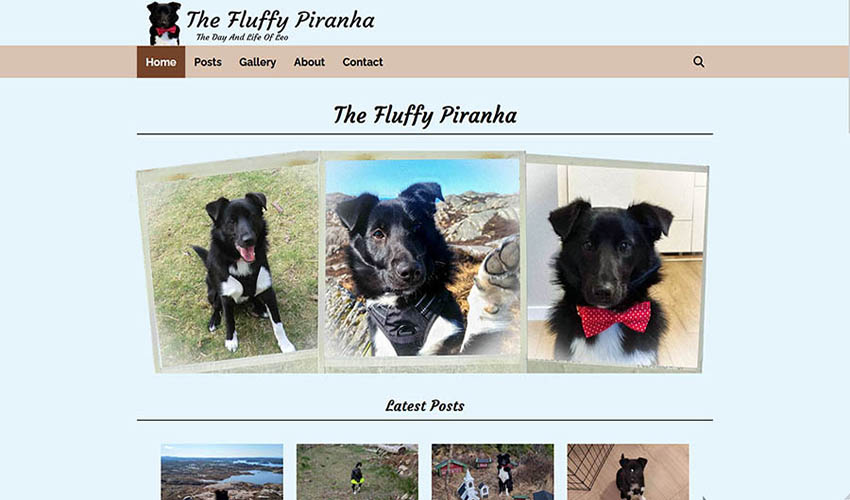 The Fluffy Piranha
The Day And Life Of Leo
Home Posts Gallery About Contact
The Fluffy Piranha
Latest Posts